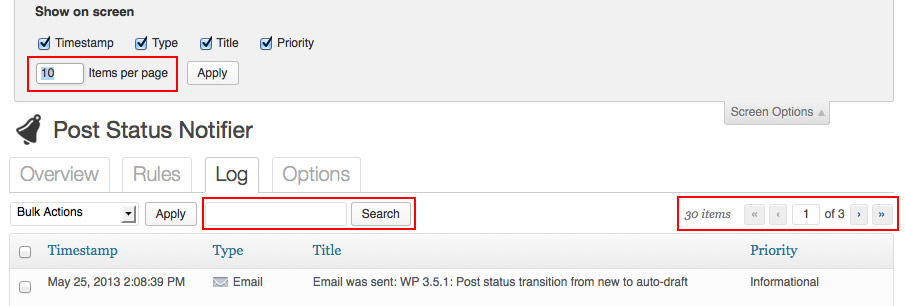 Show on screen
Timestamp Type Title Priority
10 Items per page Apply
Screen Options
Post Status Notifier
Overview Rules Log Options
Bulk Actions Apply Search 30 items « ‹ 1 of 3 › »
Timestamp Type Title Priority
May 25, 2013 2:08:39 PM Email Email was sent: WP 3.5.1: Post status transition from new to auto-draft Informational